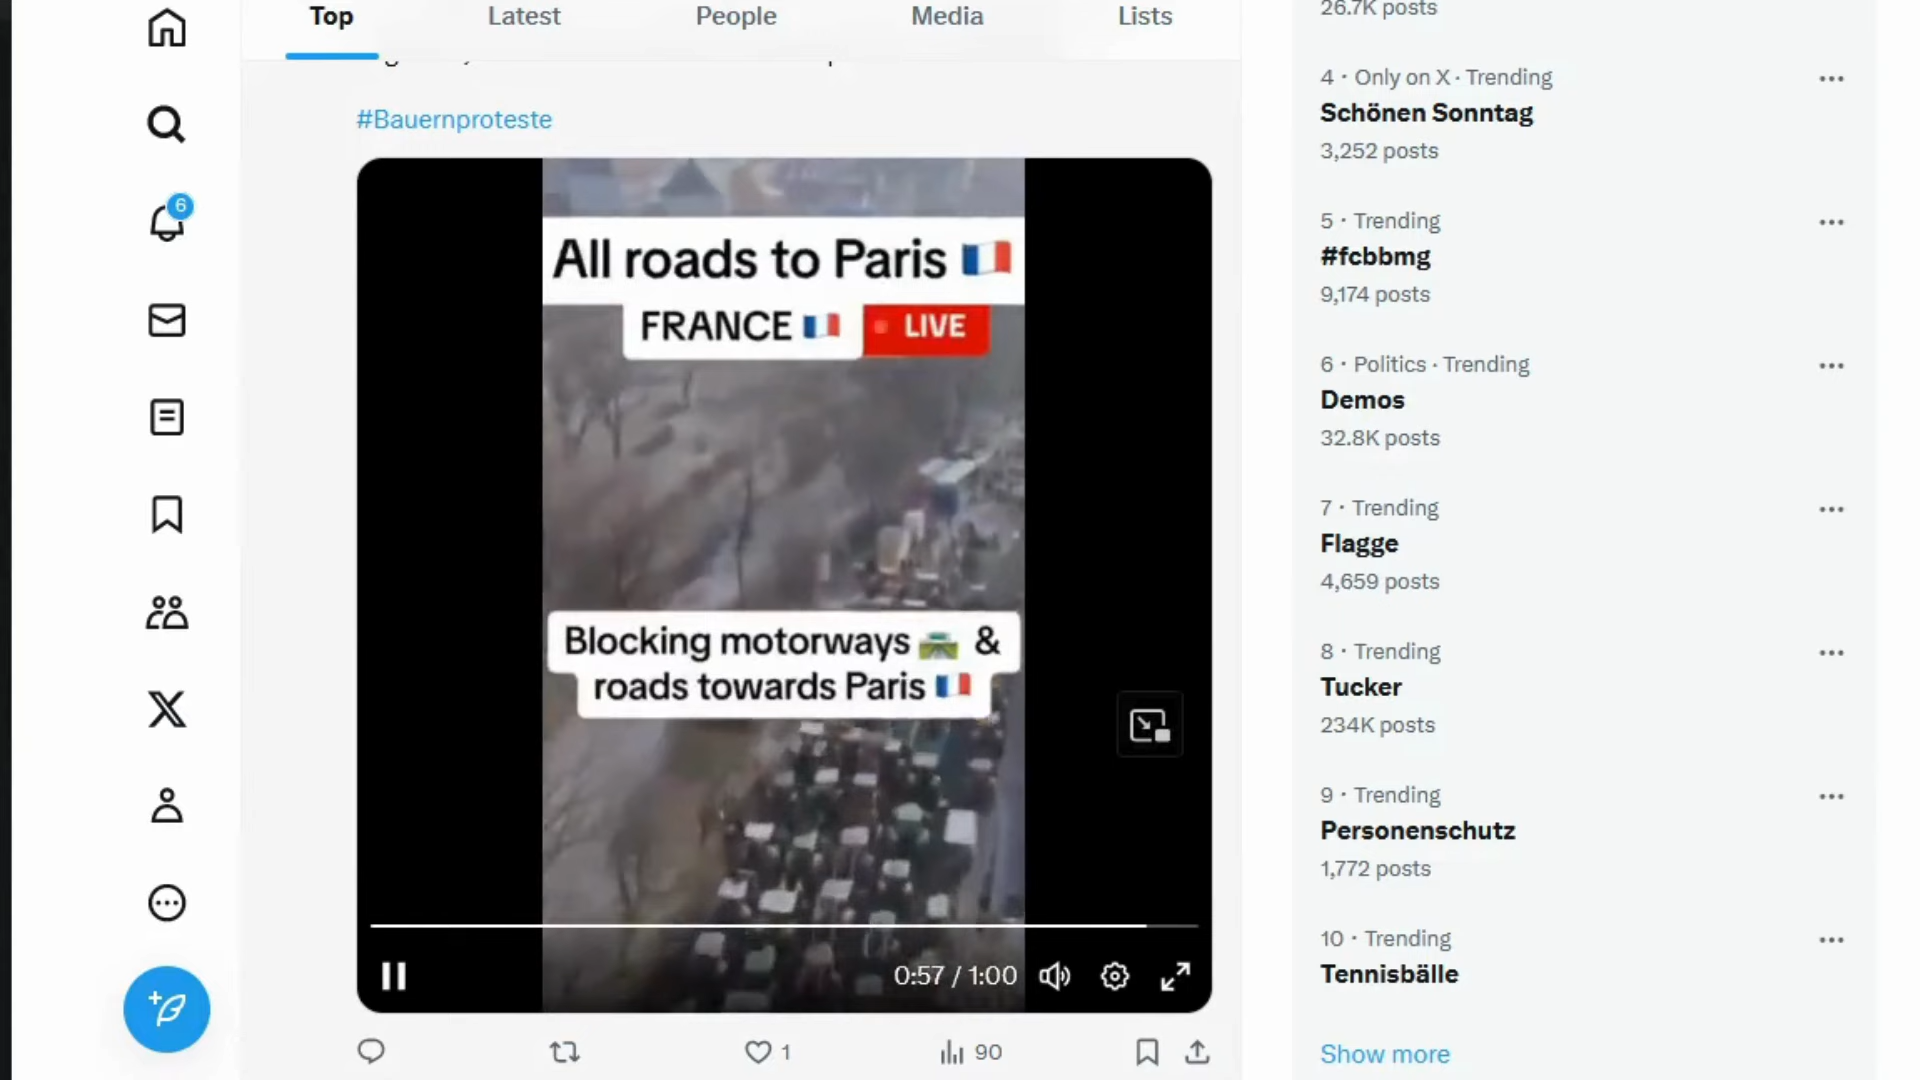 Top
Latest
People
Media
Lists
#Bauernproteste
All roads to Paris 🇫🇷
FRANCE 🇫🇷
LIVE
Blocking motorways 🛣️ &
roads towards Paris 🇫🇷
0:57 / 1:00
1
90
6
26.7K posts
4 · Only on X · Trending
Schönen Sonntag
3,252 posts
5 · Trending
#fcbbmg
9,174 posts
6 · Politics · Trending
Demos
32.8K posts
7 · Trending
Flagge
4,659 posts
8 · Trending
Tucker
234K posts
9 · Trending
Personenschutz
1,772 posts
10 · Trending
Tennisbälle
Show more